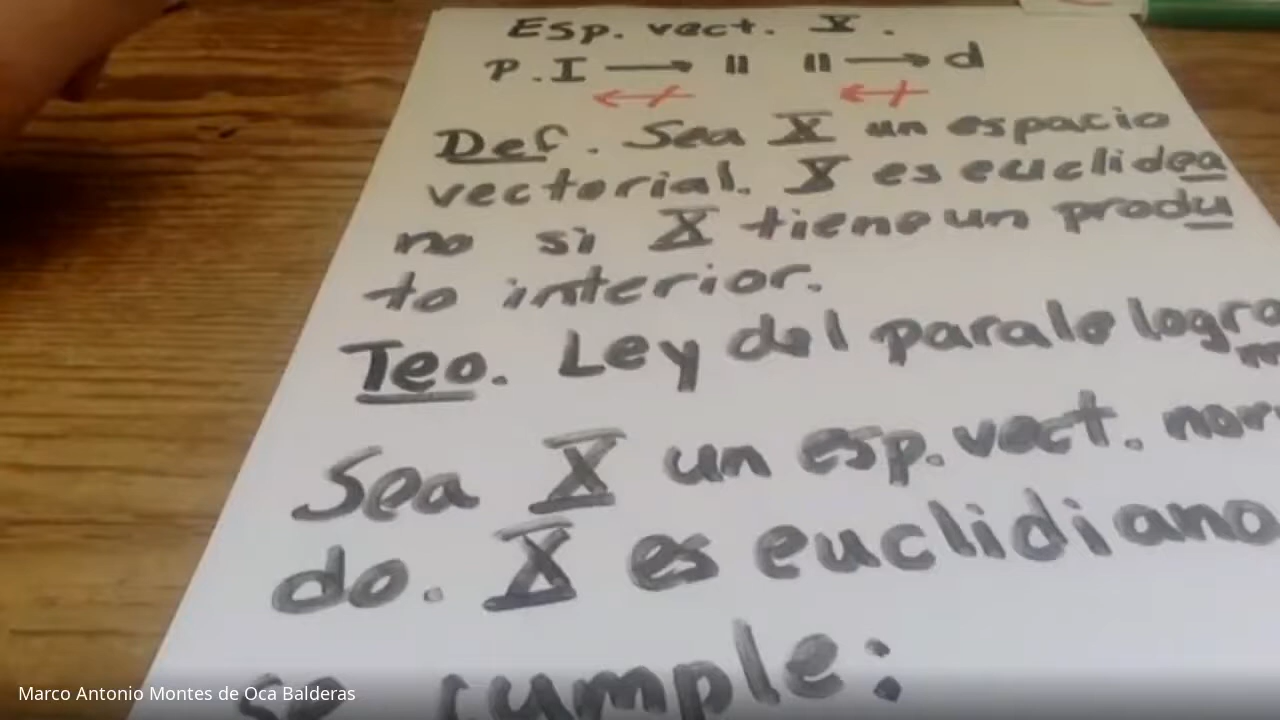 Esp. vect. X.
P.I → || || → d
Def. Sea X un espacio
vectorial. X es euclidea
no si X tiene un produ
to interior.
Teo. Ley del paralelogra
m
Sea X un esp. vect. nor
do. X es euclidiano
se cumple:
Marco Antonio Montes de Oca Balderas